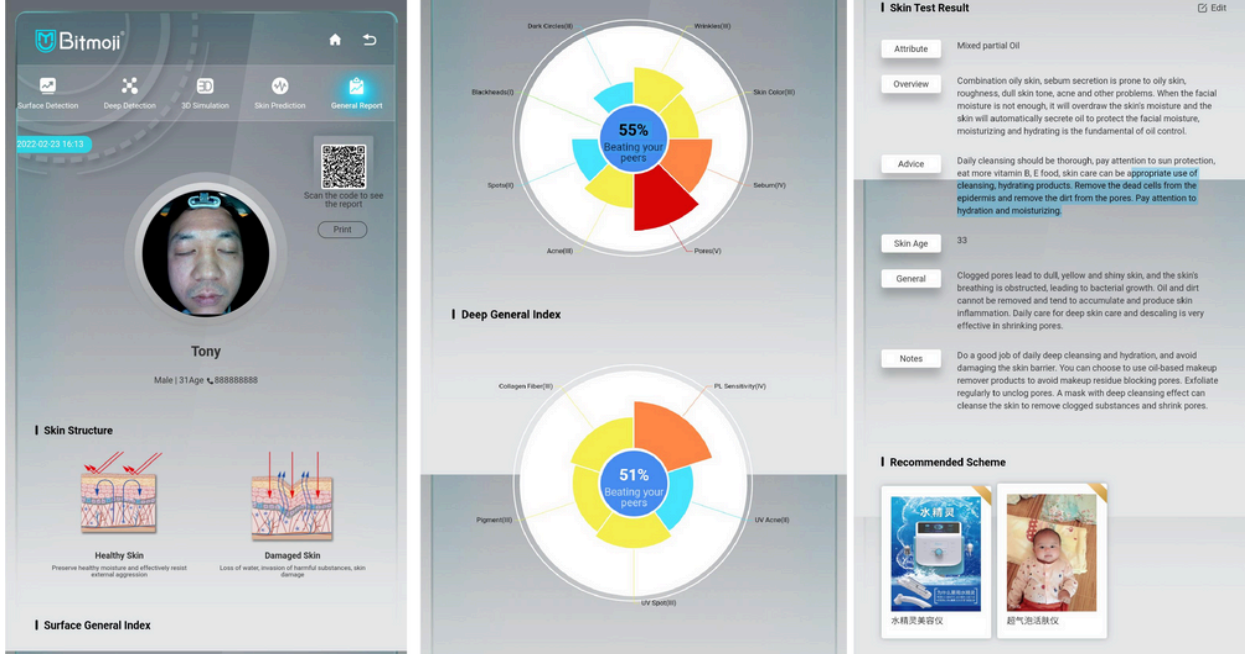 Bitmoji
Surface Detection
Deep Detection
3D Simulation
Skin Prediction
General Report
2022-02-23 16:13
Scan the code to see
the report
Print
Tony
Male | 31Age 888888888
Skin Structure
Healthy Skin
Preserve healthy moisture and effectively resist
external aggression
Damaged Skin
Loss of water, invasion of harmful substances, skin
damage
Surface General Index
Dark Circles(III)
Wrinkles(III)
Blackheads(I)
Skin Color(III)
55%
Beating your
peers
Spots(II)
Sebum(IV)
Acne(III)
Pores(V)
Deep General Index
Collagen Fiber(III)
PL Sensitivity(IV)
51%
Beating your
peers
Pigment(III)
UV Acne(II)
UV Spot(III)
Skin Test Result
Edit
Attribute
Mixed partial Oil
Overview
Combination oily skin, sebum secretion is prone to oily skin,
roughness, dull skin tone, acne and other problems. When the facial
moisture is not enough, it will overdraw the skin's moisture and the
skin will automatically secrete oil to protect the facial moisture,
moisturizing and hydrating is the fundamental of oil control.
Advice
Daily cleansing should be thorough, pay attention to sun protection,
eat more vitamin B, E food, skin care can be appropriate use of
cleansing, hydrating products. Remove the dead cells from the
epidermis and remove the dirt from the pores. Pay attention to
hydration and moisturizing.
Skin Age
33
General
Clogged pores lead to dull, yellow and shiny skin, and the skin's
breathing is obstructed, leading to bacterial growth. Oil and dirt
cannot be removed and tend to accumulate and produce skin
inflammation. Daily care for deep skin care and descaling is very
effective in shrinking pores.
Notes
Do a good job of daily deep cleansing and hydration, and avoid
damaging the skin barrier. You can choose to use oil-based makeup
remover products to avoid makeup residue blocking pores. Exfoliate
regularly to unclog pores. A mask with deep cleansing effect can
cleanse the skin to remove clogged substances and shrink pores.
Recommended Scheme
水精灵
水精灵美容仪
超气泡活肤仪